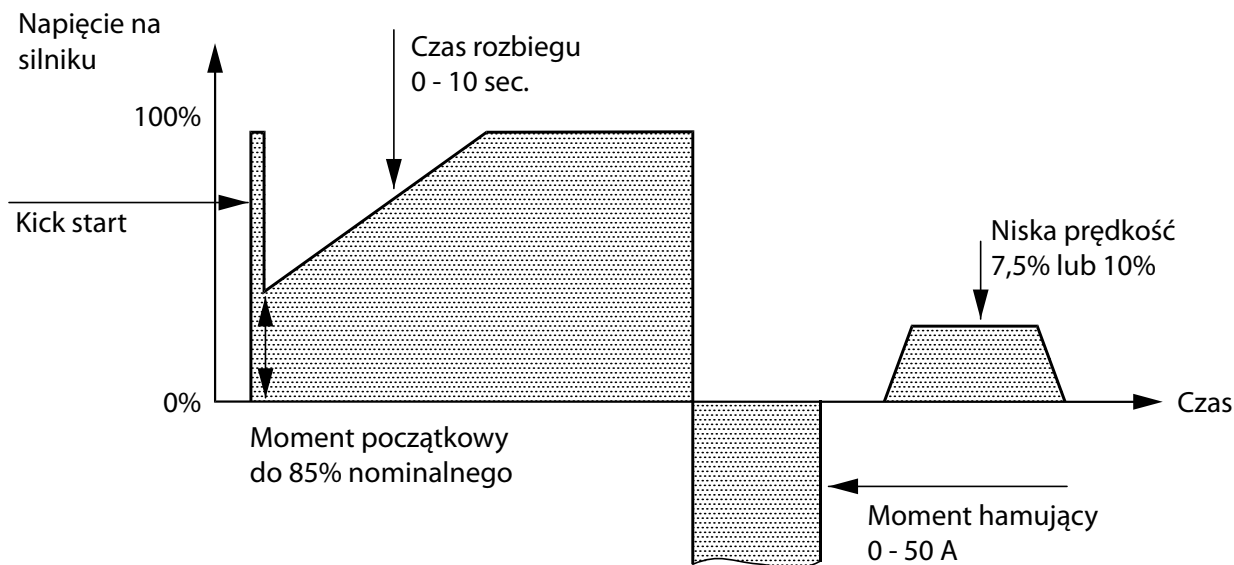 Napięcie na
silniku
Czas rozbiegu
0 - 10 sec.
100%
Kick start
Niska prędkość
7,5% lub 10%
0%
Czas
Moment początkowy
do 85% nominalnego
Moment hamujący
0 - 50 A